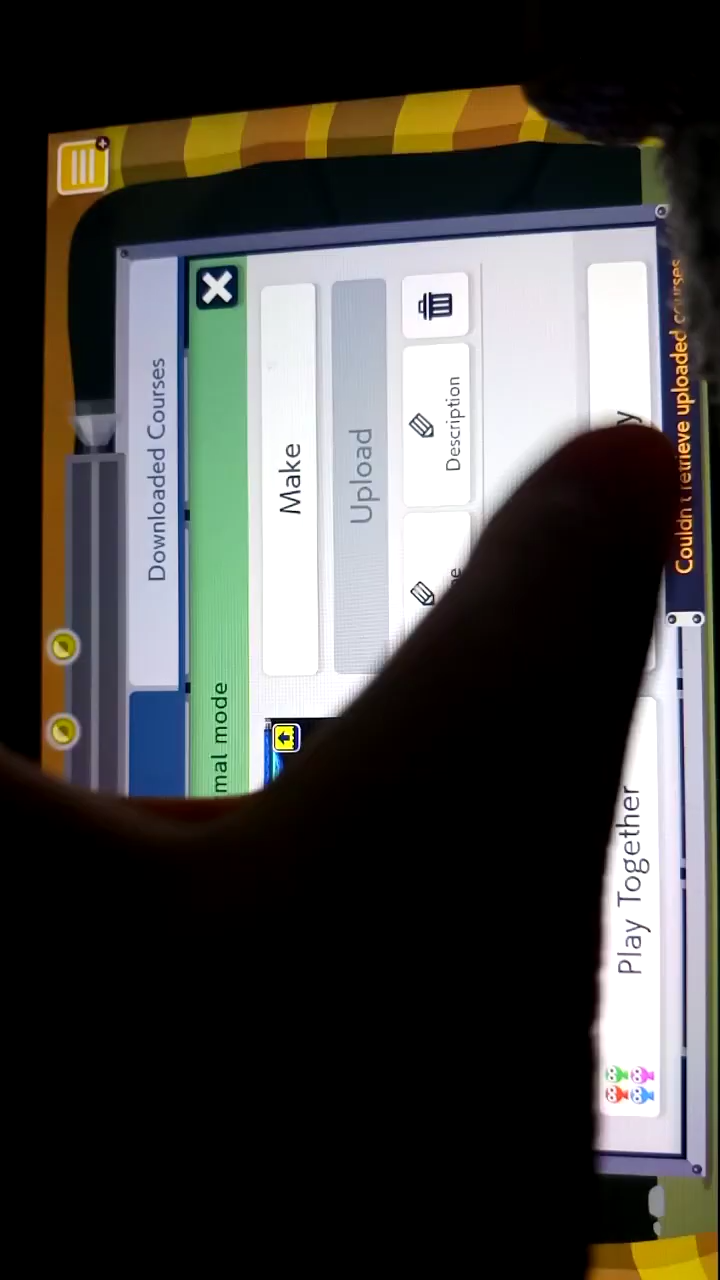 Downloaded Courses
mal mode
Make
Upload
Description
Play Together
Couldn't retrieve uploaded courses